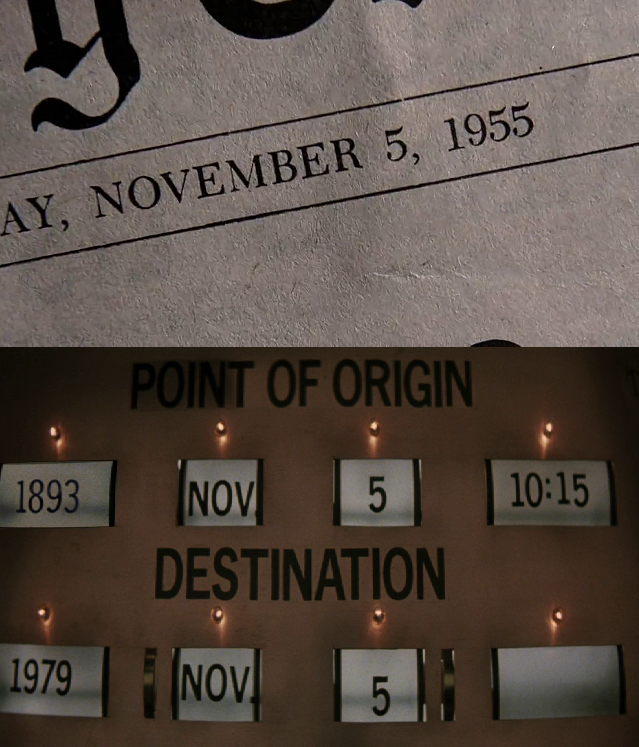 AY, NOVEMBER 5, 1955
POINT OF ORIGIN
1893 NOV. 5 10:15
DESTINATION
1979 NOV. 5